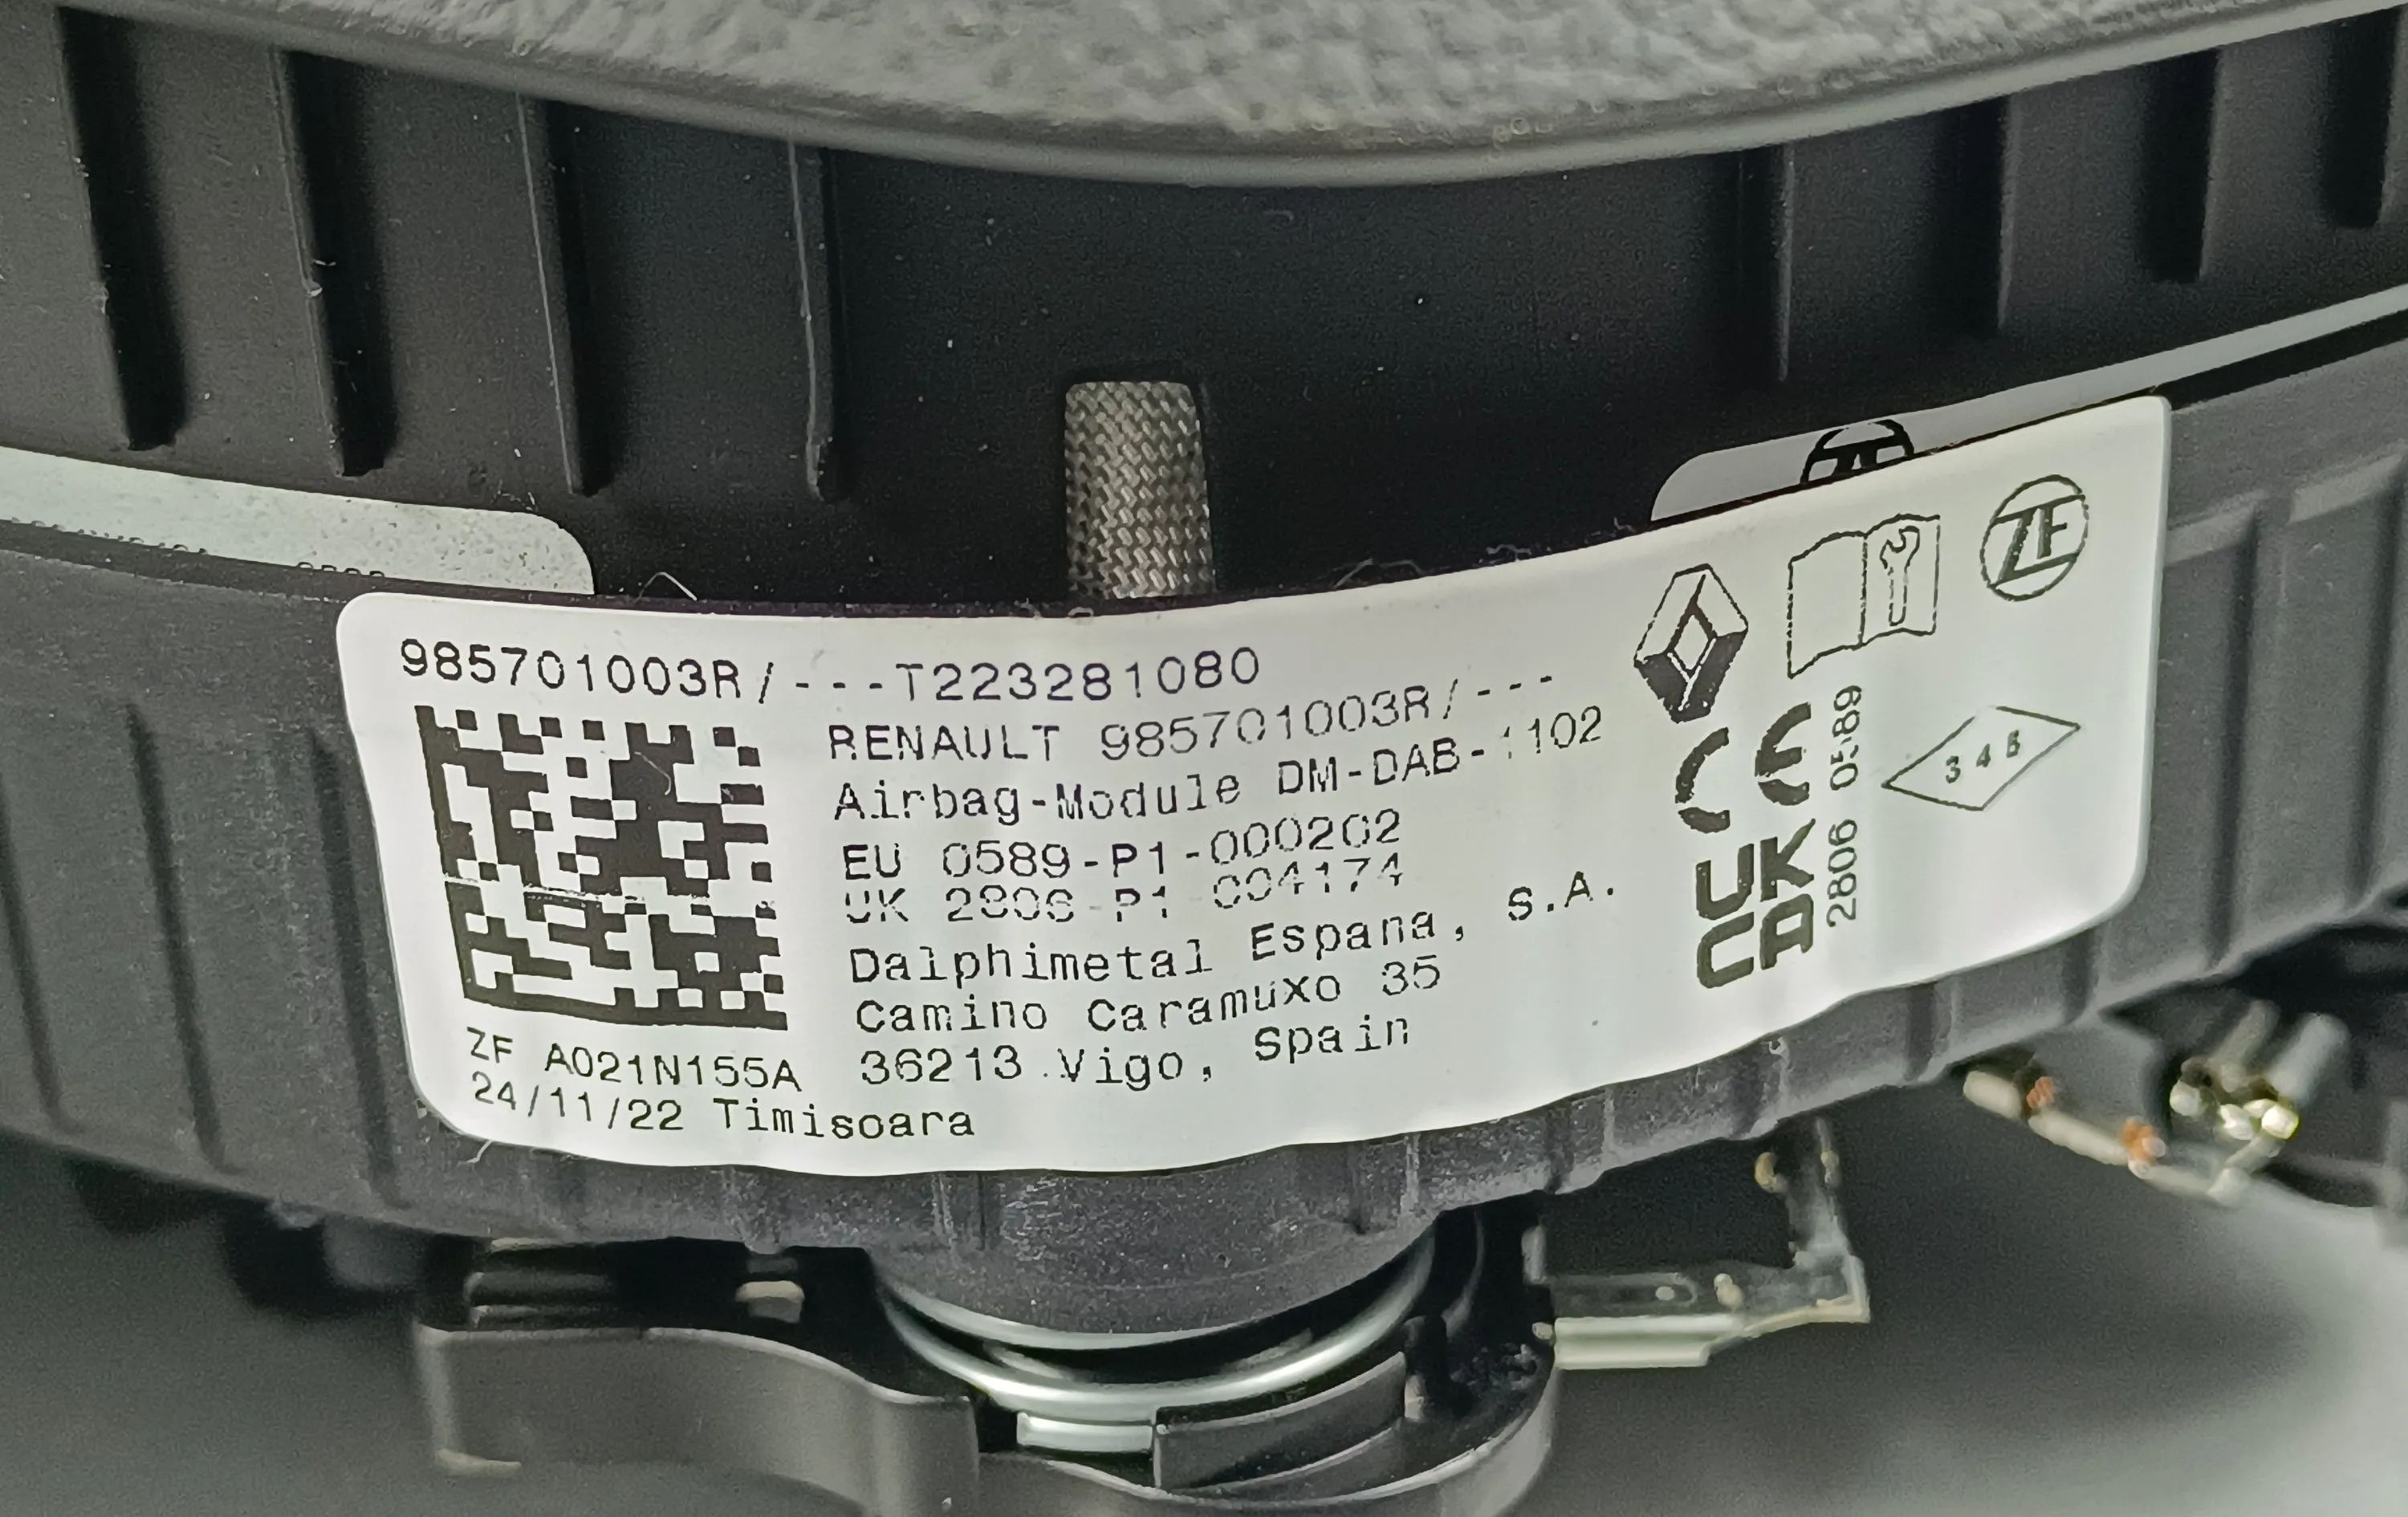 985701003R/---T223281080
RENAULT 985701003R/---
Airbag-Module DM-DAB-1102
EU 0589-P1-000202
UK 2806-P1-004174
Dalphimetal Espana, S.A.
Camino Caramuxo 35
36213 Vigo, Spain
ZF A021N155A
24/11/22 Timisoara
ZF
CE
UK
CA
2806 0589